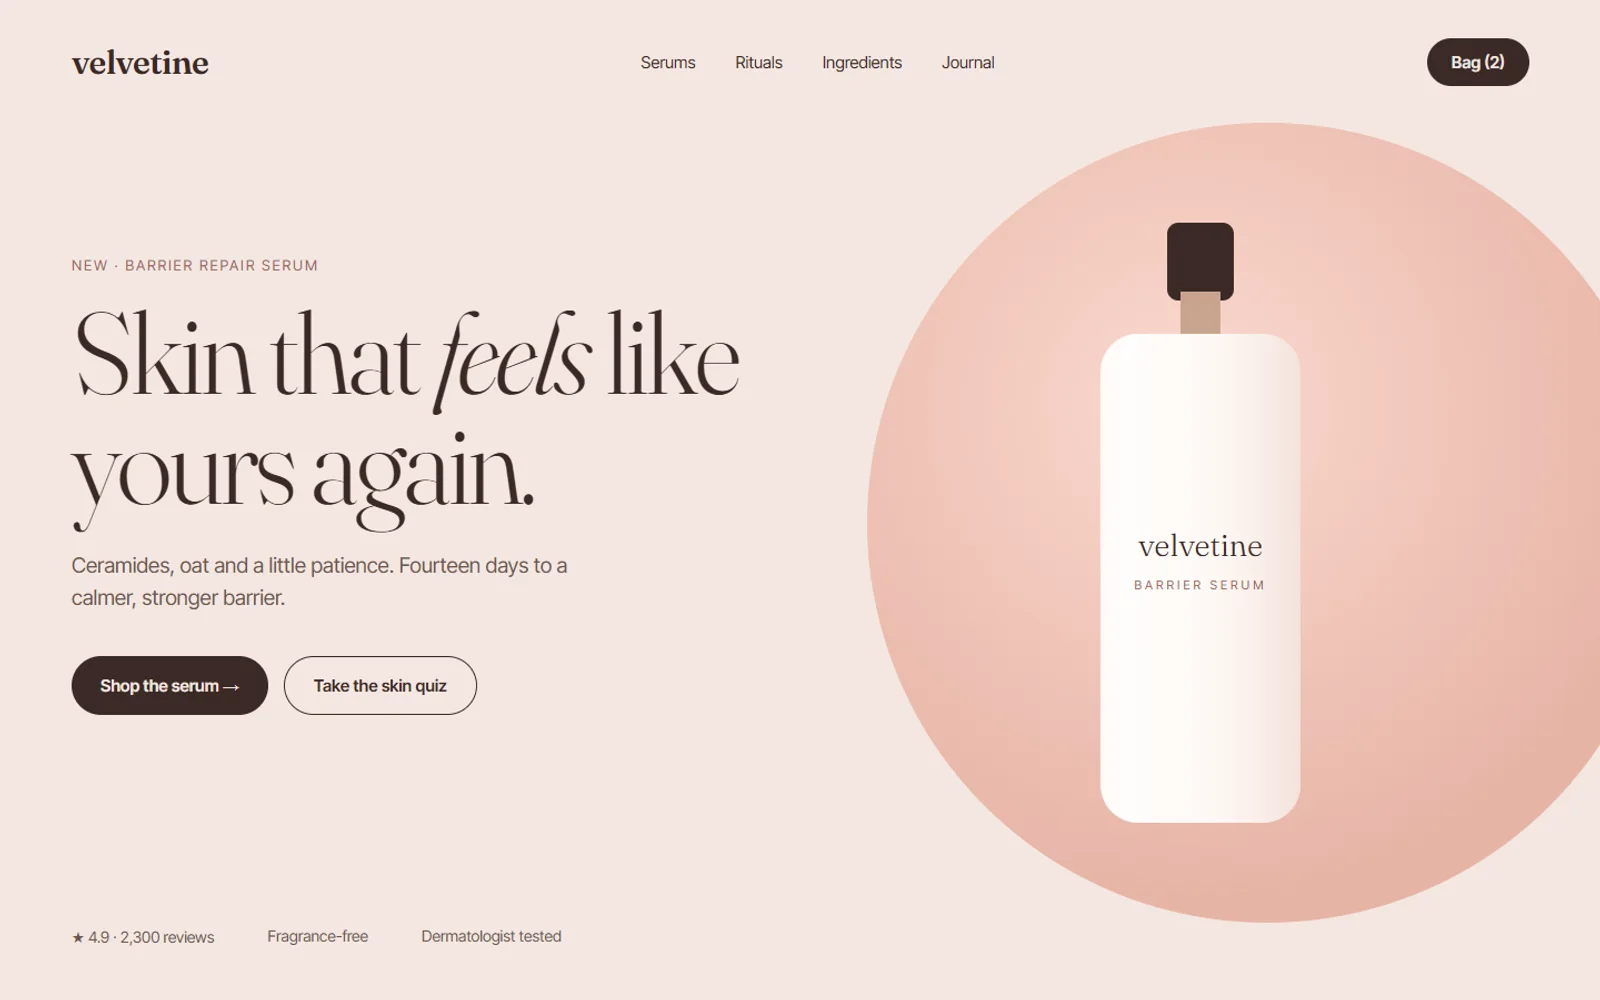 velvetine
Serums
Rituals
Ingredients
Journal
Bag (2)
NEW · BARRIER REPAIR SERUM
Skin that feels like
yours again.
Ceramides, oat and a little patience. Fourteen days to a
calmer, stronger barrier.
Shop the serum →
Take the skin quiz
velvetine
BARRIER SERUM
★ 4.9 · 2,300 reviews
Fragrance-free
Dermatologist tested